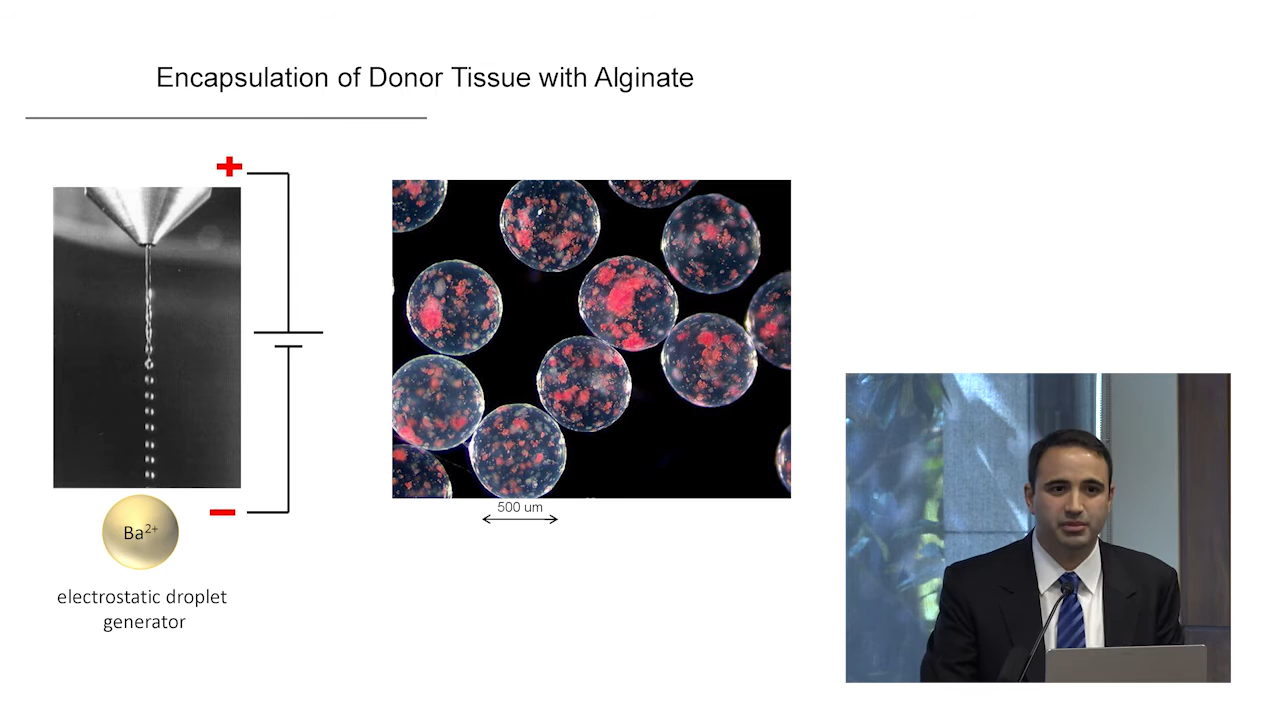 Encapsulation of Donor Tissue with Alginate
500 um
Ba²⁺
electrostatic droplet
generator